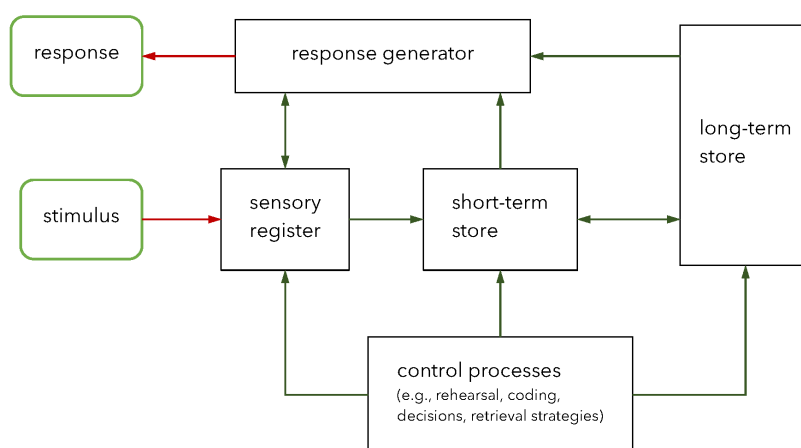 response
response generator
long-term
store
stimulus
sensory
register
short-term
store
control processes
(e.g., rehearsal, coding,
decisions, retrieval strategies)